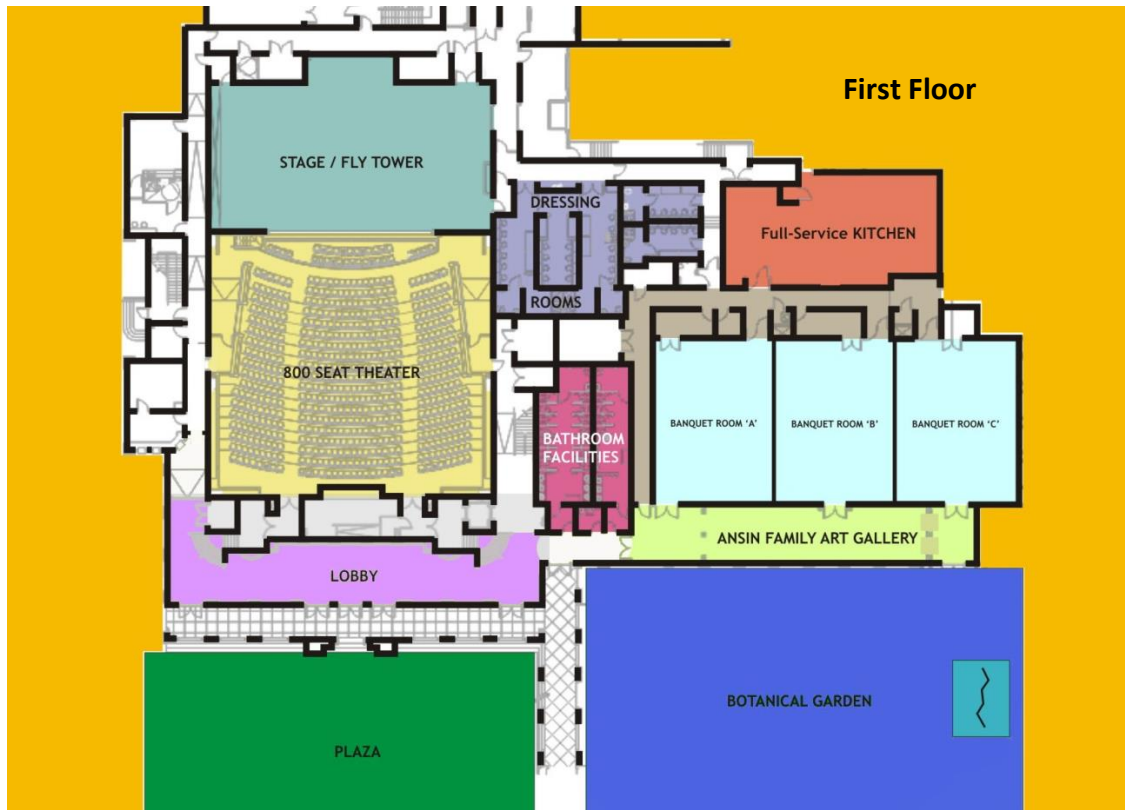 First Floor
STAGE / FLY TOWER
DRESSING
ROOMS
Full-Service KITCHEN
800 SEAT THEATER
BATHROOM
FACILITIES
BANQUET ROOM ‘A’
BANQUET ROOM ‘B’
BANQUET ROOM ‘C’
ANSIN FAMILY ART GALLERY
LOBBY
BOTANICAL GARDEN
PLAZA